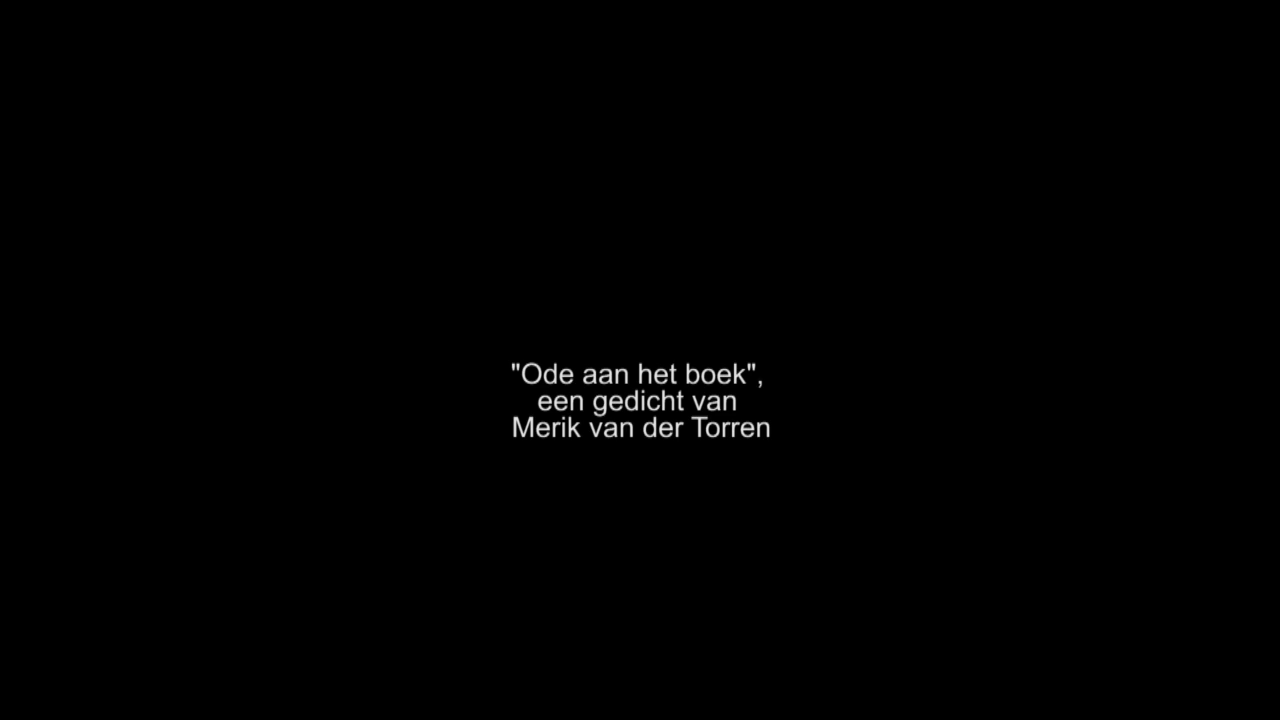 "Ode aan het boek",
een gedicht van
Merik van der Torren